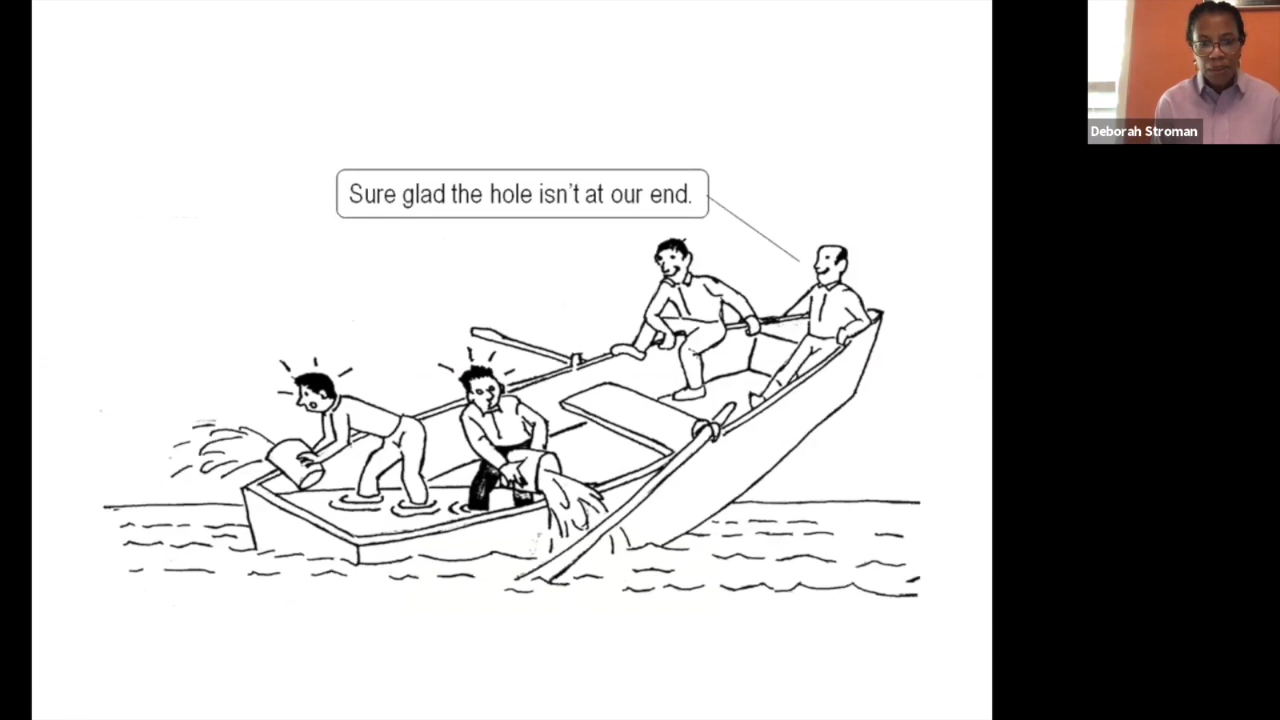 Sure glad the hole isn't at our end.
Deborah Stroman